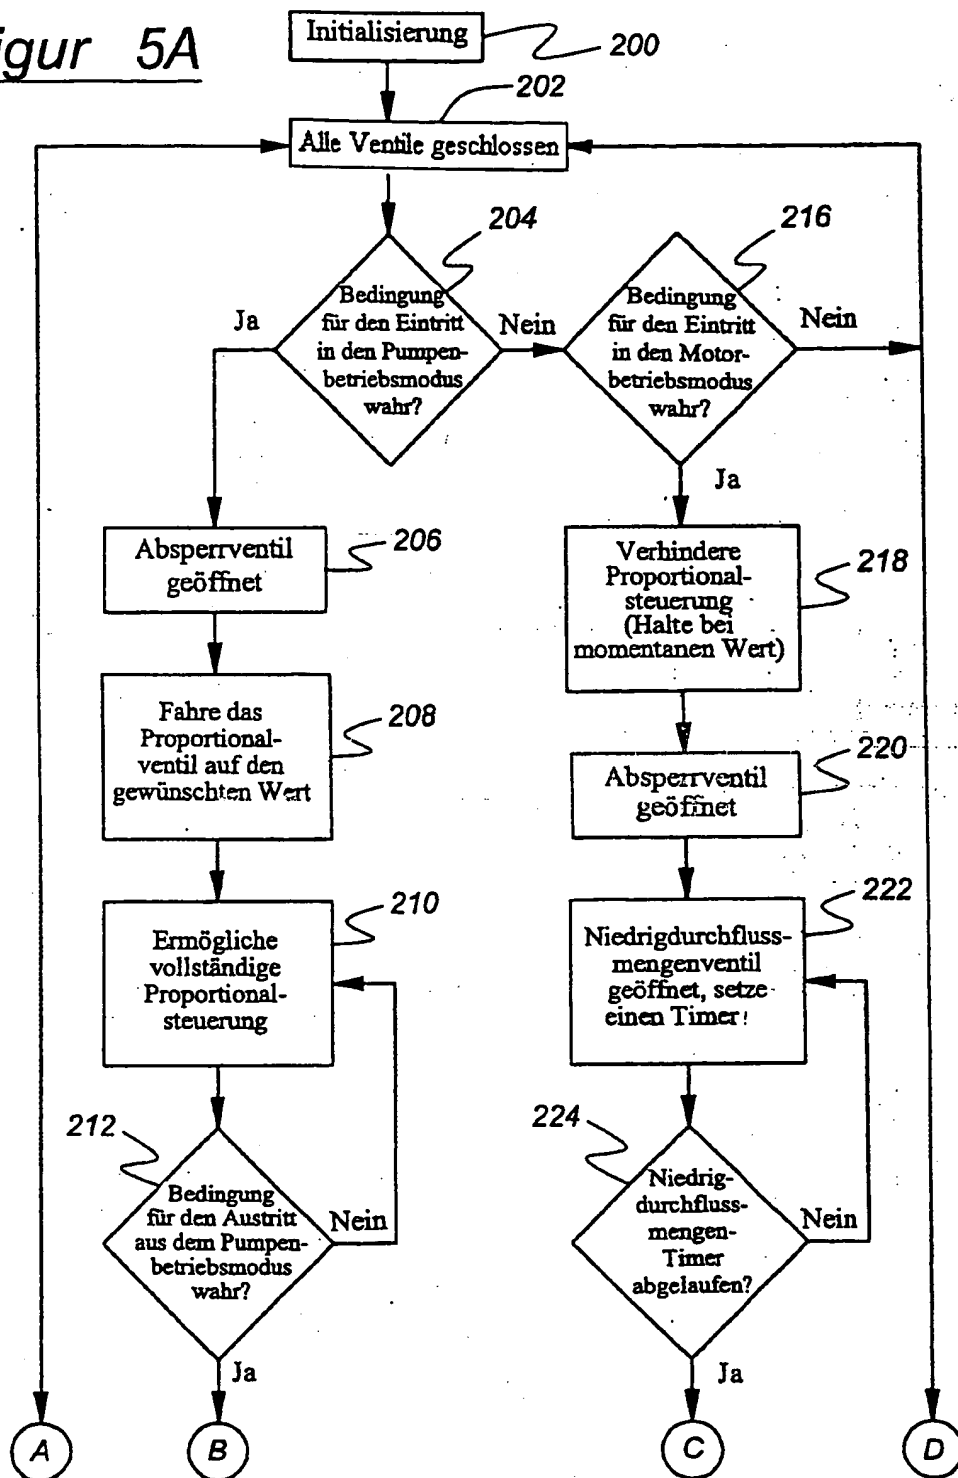 igur 5A
Initialisierung
200
202
Alle Ventile geschlossen
204
Bedingung
für den Eintritt
in den Pumpen-
betriebsmodus
wahr?
Ja
Nein
216
Bedingung
für den Eintritt
in den Motor-
betriebsmodus
wahr?
Nein
Ja
Absperrventil
geöffnet
206
Fahre das
Proportional-
ventil auf den
gewünschten Wert
208
Ermögliche
vollständige
Proportional-
steuerung
210
212
Bedingung
für den Austritt
aus dem Pumpen-
betriebsmodus
wahr?
Nein
Ja
Verhindere
Proportional-
steuerung
(Halte bei
momentanen Wert)
218
Absperrventil
geöffnet
220
Niedrigdurchfluss-
mengenventil
geöffnet, setze
einen Timer!
222
224
Niedrig-
durchfluss-
mengen-
Timer
abgelaufen?
Nein
Ja
A
B
C
D